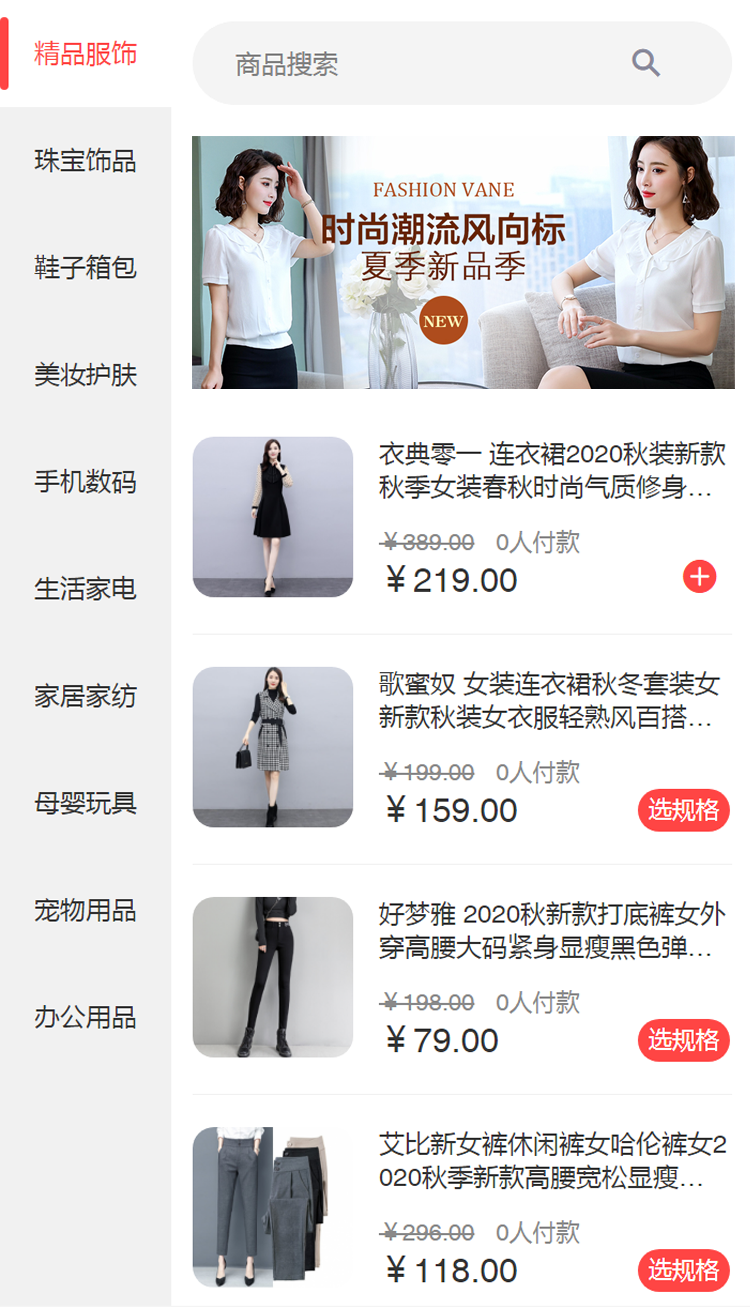 精品服饰
珠宝饰品
鞋子箱包
美妆护肤
手机数码
生活家电
家居家纺
母婴玩具
宠物用品
办公用品
商品搜索
FASHION VANE
时尚潮流风向标
夏季新品季
NEW
衣典零一 连衣裙2020秋装新款
秋季女装春秋时尚气质修身...
￥389.00 0人付款
￥219.00
歌蜜奴 女装连衣裙秋冬套装女
新款秋装女衣服轻熟风百搭...
￥199.00 0人付款
￥159.00 选规格
好梦雅 2020秋新款打底裤女外
穿高腰大码紧身显瘦黑色弹...
￥198.00 0人付款
￥79.00 选规格
艾比新女裤休闲裤女哈伦裤女2
020秋季新款高腰宽松显瘦...
￥296.00 0人付款
￥118.00 选规格